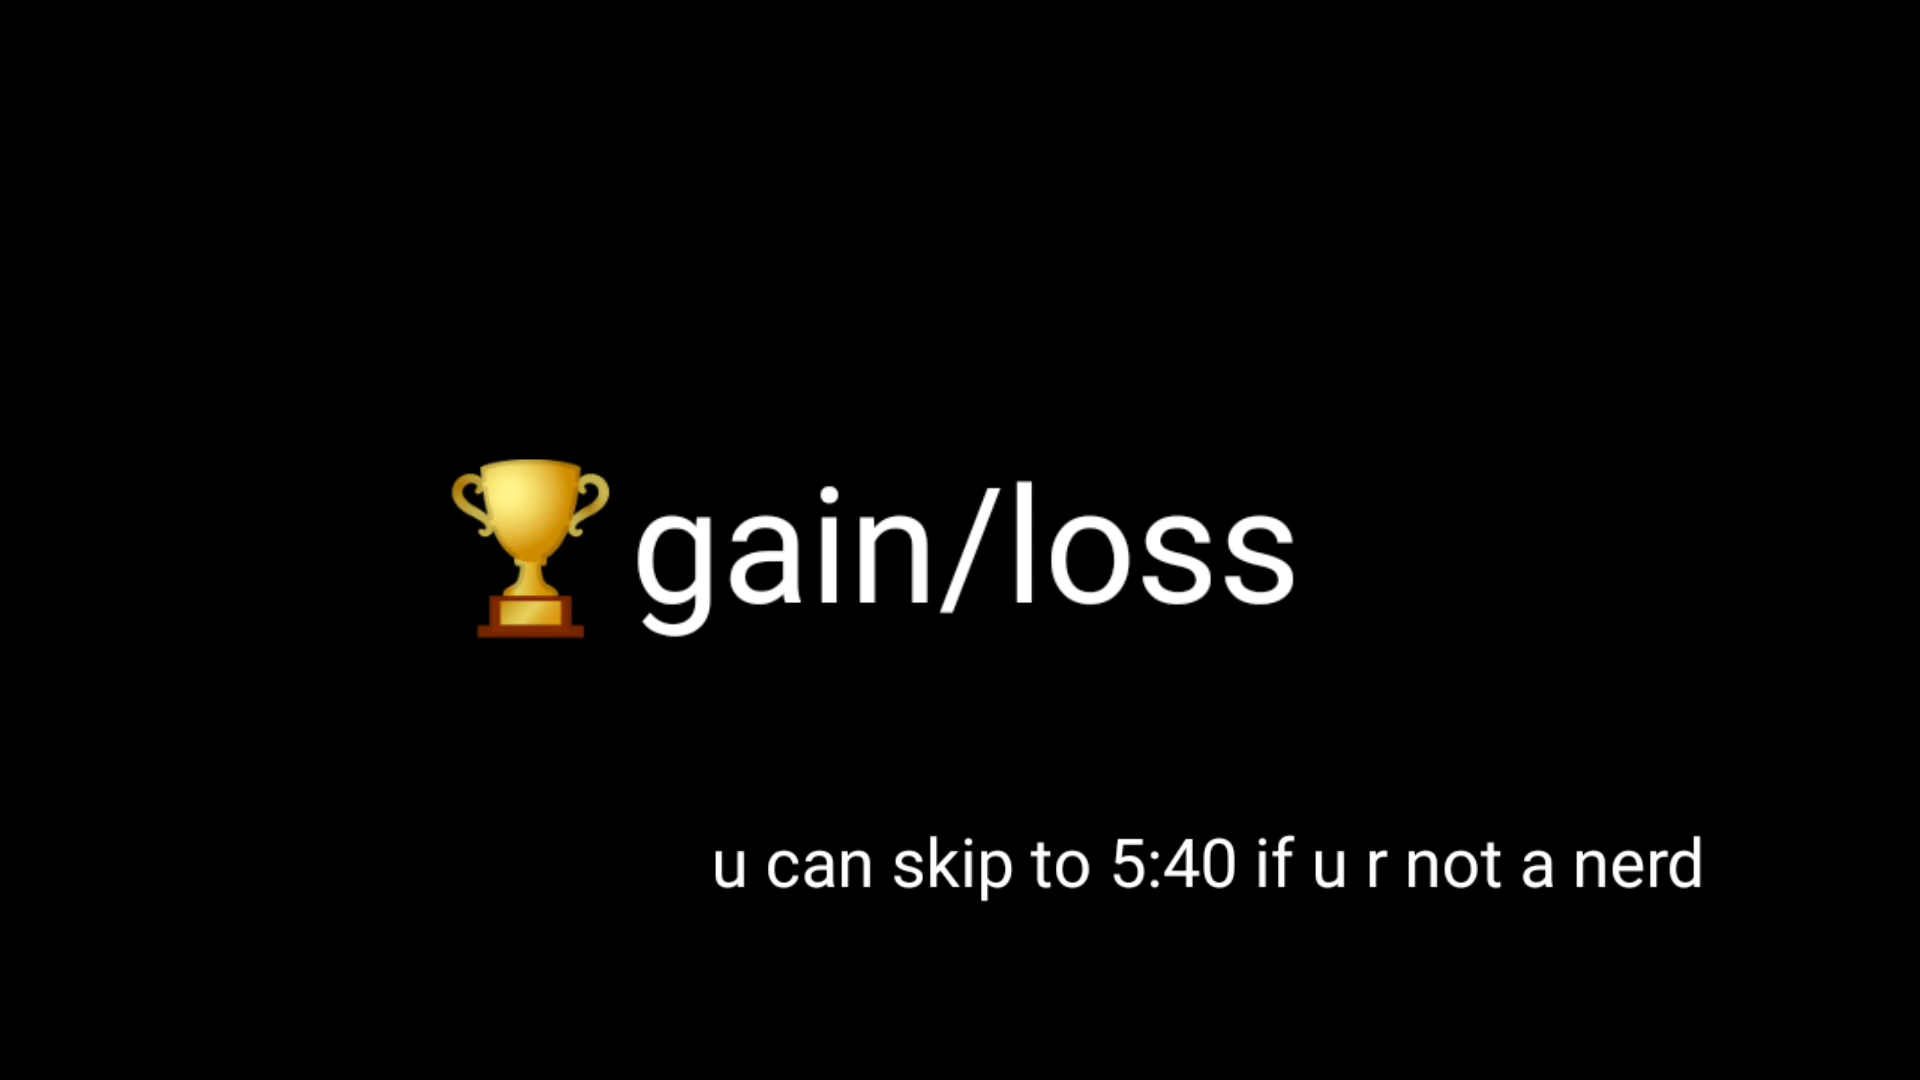 🏆gain/loss
u can skip to 5:40 if u r not a nerd